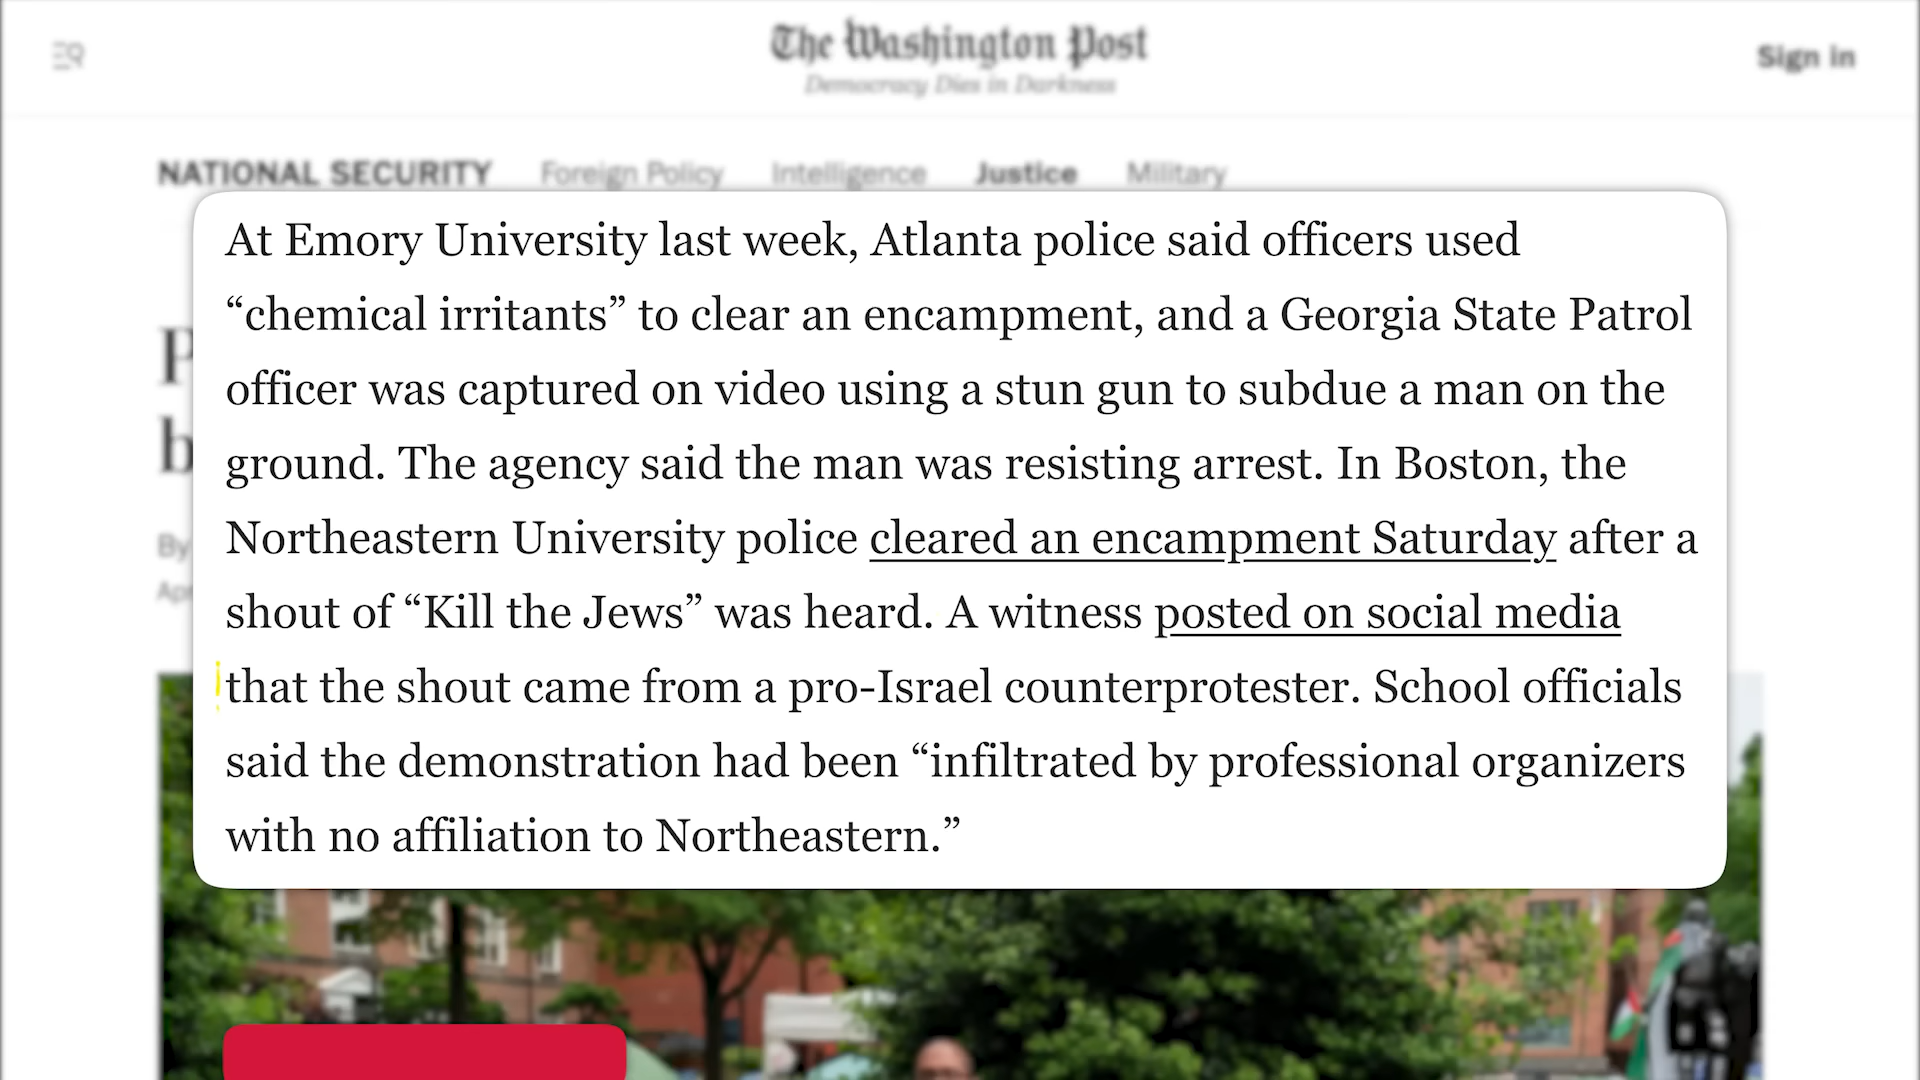 The Washington Post
Democracy Dies in Darkness
Sign in
NATIONAL SECURITY Foreign Policy Intelligence Justice Military
At Emory University last week, Atlanta police said officers used
“chemical irritants” to clear an encampment, and a Georgia State Patrol
officer was captured on video using a stun gun to subdue a man on the
ground. The agency said the man was resisting arrest. In Boston, the
Northeastern University police cleared an encampment Saturday after a
shout of “Kill the Jews” was heard. A witness posted on social media
that the shout came from a pro-Israel counterprotester. School officials
said the demonstration had been “infiltrated by professional organizers
with no affiliation to Northeastern.”
By